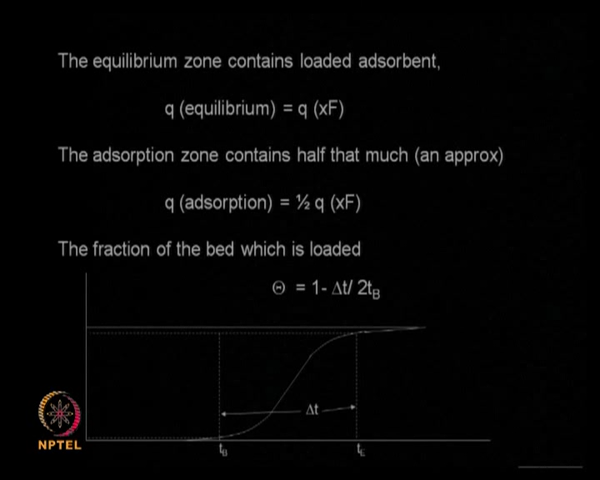 The equilibrium zone contains loaded adsorbent,
q (equilibrium) = q (xF)
The adsorption zone contains half that much (an approx)
q (adsorption) = ½ q (xF)
The fraction of the bed which is loaded
Θ = 1- Δt/ 2tB
Δt
NPTEL
tB
tE